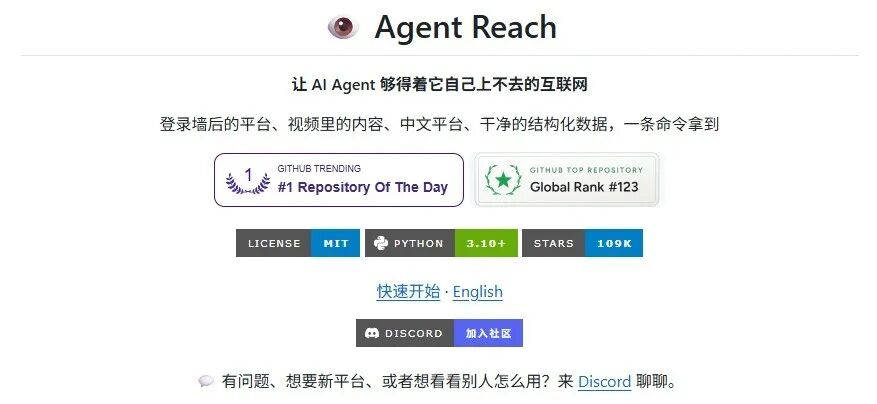 Agent Reach
让 AI Agent 够得着它自己上不去的互联网
登录墙后的平台、视频里的内容、中文平台、干净的结构化数据，一条命令拿到
1 GITHUB TRENDING
#1 Repository Of The Day
GITHUB TOP REPOSITORY
Global Rank #123
LICENSE MIT PYTHON 3.10+ STARS 109K
快速开始 · English
DISCORD 加入社区
有问题、想要新平台、或者想看看别人怎么用？来 Discord 聊聊。